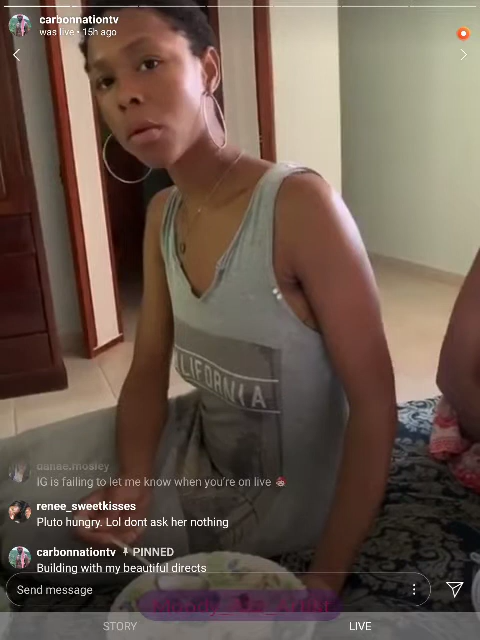 carbonnationtv
was live • 15h ago
CALIFORNIA
danae.mosley
IG is failing to let me know when you're on live
renee_sweetkisses
Pluto hungry. Lol dont ask her nothing
carbonnationtv PINNED
Building with my beautiful directs
Send message
STORY LIVE